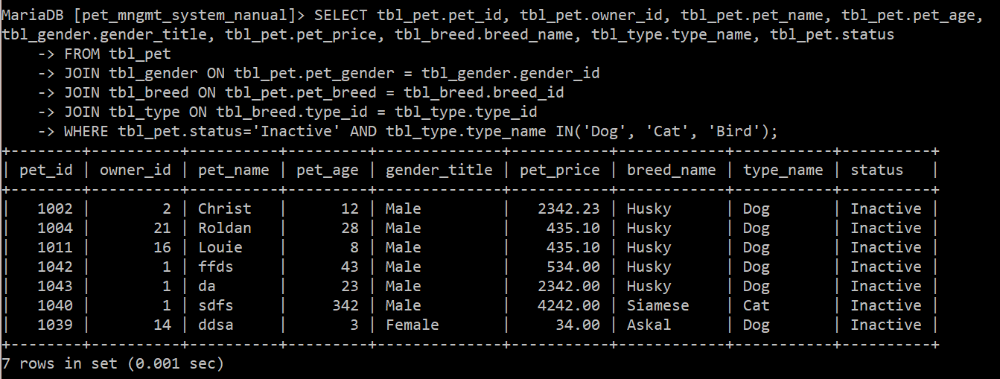 MariaDB [pet_mngmt_system_nanual]> SELECT tbl_pet.pet_id, tbl_pet.owner_id, tbl_pet.pet_name, tbl_pet.pet_age,
tbl_gender.gender_title, tbl_pet.pet_price, tbl_breed.breed_name, tbl_type.type_name, tbl_pet.status
    -> FROM tbl_pet
    -> JOIN tbl_gender ON tbl_pet.pet_gender = tbl_gender.gender_id
    -> JOIN tbl_breed ON tbl_pet.pet_breed = tbl_breed.breed_id
    -> JOIN tbl_type ON tbl_breed.type_id = tbl_type.type_id
    -> WHERE tbl_pet.status='Inactive' AND tbl_type.type_name IN('Dog', 'Cat', 'Bird');
+--------+----------+----------+---------+--------------+-----------+------------+-----------+----------+
| pet_id | owner_id | pet_name | pet_age | gender_title | pet_price | breed_name | type_name | status   |
+--------+----------+----------+---------+--------------+-----------+------------+-----------+----------+
|   1002 |        2 | Christ   |      12 | Male         |   2342.23 | Husky      | Dog       | Inactive |
|   1004 |       21 | Roldan   |      28 | Male         |    435.10 | Husky      | Dog       | Inactive |
|   1011 |       16 | Louie    |       8 | Male         |    435.10 | Husky      | Dog       | Inactive |
|   1042 |        1 | ffds     |      43 | Male         |    534.00 | Husky      | Dog       | Inactive |
|   1043 |        1 | da       |      23 | Male         |   2342.00 | Husky      | Dog       | Inactive |
|   1040 |        1 | sdfs     |     342 | Male         |   4242.00 | Siamese    | Cat       | Inactive |
|   1039 |       14 | ddsa     |       3 | Female       |     34.00 | Askal      | Dog       | Inactive |
+--------+----------+----------+---------+--------------+-----------+------------+-----------+----------+
7 rows in set (0.001 sec)